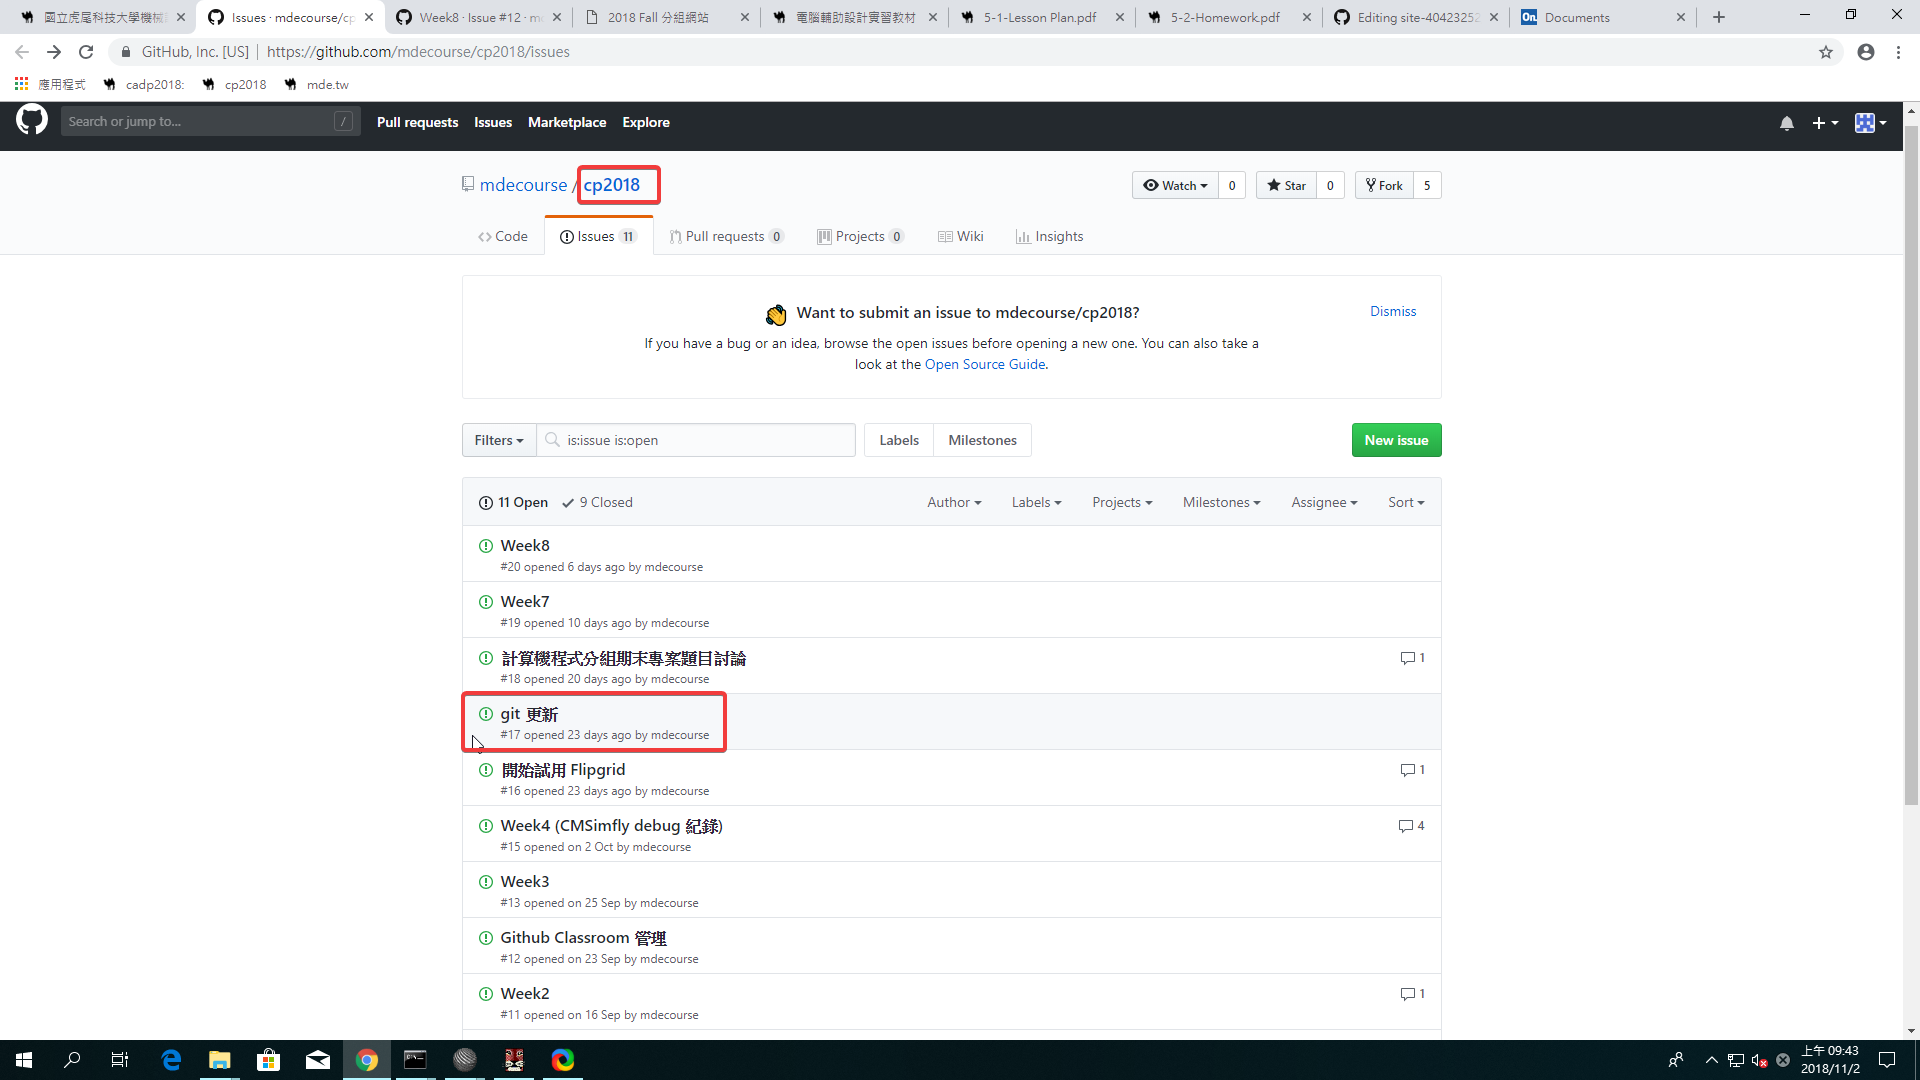 國立虎尾科技大學機械
Issues · mdecourse/cp
Week8 · Issue #12 · m
2018 Fall 分組網站
電腦輔助設計實習教材
5-1-Lesson Plan.pdf
5-2-Homework.pdf
Editing site-40423252
Documents
GitHub, Inc. [US]
https://github.com/mdecourse/cp2018/issues
應用程式
cadp2018:
cp2018
mde.tw
Search or jump to...
/
Pull requests
Issues
Marketplace
Explore
mdecourse / cp2018
Watch 0
Star 0
Fork 5
Code
Issues 11
Pull requests 0
Projects 0
Wiki
Insights
Want to submit an issue to mdecourse/cp2018?
Dismiss
If you have a bug or an idea, browse the open issues before opening a new one. You can also take a
look at the Open Source Guide.
Filters
is:issue is:open
Labels
Milestones
New issue
11 Open
9 Closed
Author
Labels
Projects
Milestones
Assignee
Sort
Week8
#20 opened 6 days ago by mdecourse
Week7
#19 opened 10 days ago by mdecourse
計算機程式分組期末專案題目討論
1
#18 opened 20 days ago by mdecourse
git 更新
#17 opened 23 days ago by mdecourse
開始試用 Flipgrid
1
#16 opened 23 days ago by mdecourse
Week4 (CMSimfly debug 紀錄)
4
#15 opened on 2 Oct by mdecourse
Week3
#13 opened on 25 Sep by mdecourse
Github Classroom 管理
#12 opened on 23 Sep by mdecourse
Week2
1
#11 opened on 16 Sep by mdecourse
上午 09:43
2018/11/2